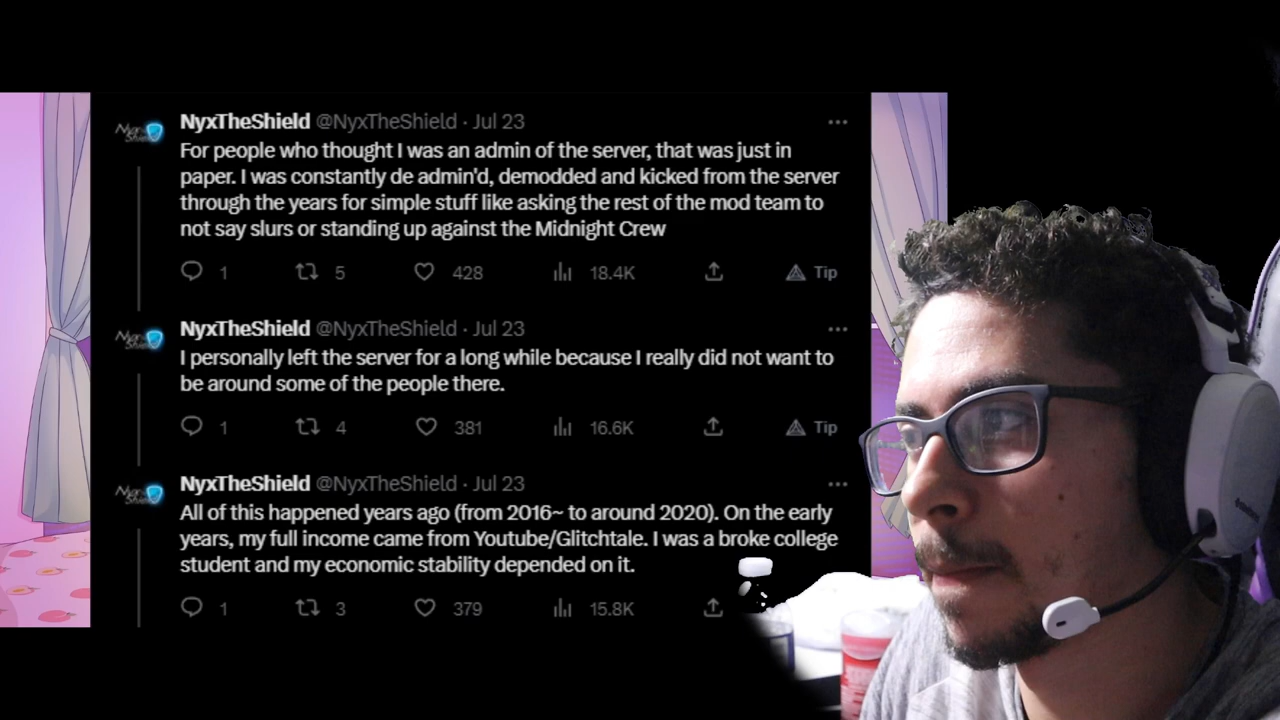 NyxTheShield @NyxTheShield · Jul 23
For people who thought I was an admin of the server, that was just in
paper. I was constantly de admin'd, demodded and kicked from the server
through the years for simple stuff like asking the rest of the mod team to
not say slurs or standing up against the Midnight Crew
1 5 428 18.4K Tip
NyxTheShield @NyxTheShield · Jul 23
I personally left the server for a long while because I really did not want to
be around some of the people there.
1 4 381 16.6K Tip
NyxTheShield @NyxTheShield · Jul 23
All of this happened years ago (from 2016~ to around 2020). On the early
years, my full income came from Youtube/Glitchtale. I was a broke college
student and my economic stability depended on it.
1 3 379 15.8K